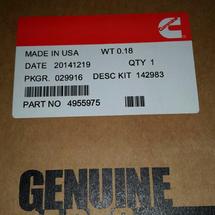 MADE IN USA WT 0.18
DATE 20141219 QTY 1
PKGR. 029916 DESC KIT 142983
PART NO 4955975
GENUINE